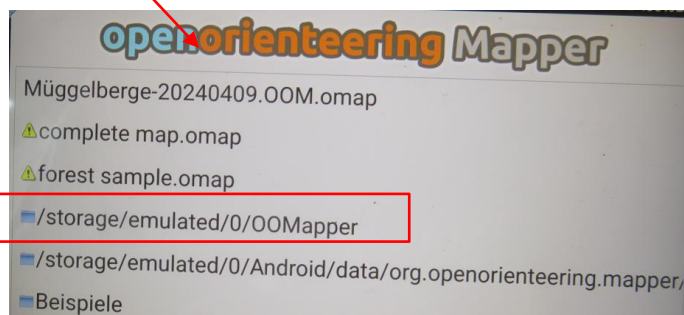 openorienteering Mapper
Müggelberge-20240409.OOM.omap
complete map.omap
forest sample.omap
/storage/emulated/0/OOMapper
/storage/emulated/0/Android/data/org.openorienteering.mapper/
Beispiele